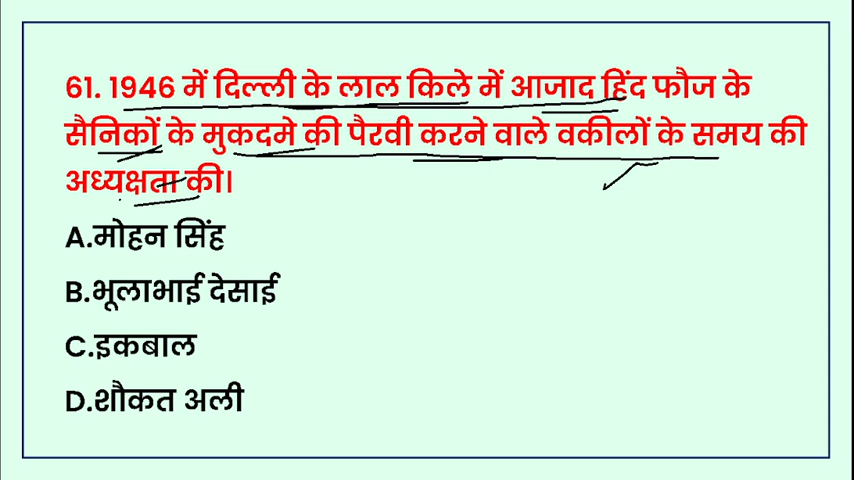 61. 1946 में दिल्ली के लाल किले में आजाद हिंद फौज के
सैनिकों के मुकदमे की पैरवी करने वाले वकीलों के समय की
अध्यक्षता की।
A.मोहन सिंह
B.भूलाभाई देसाई
C.इकबाल
D.शौकत अली